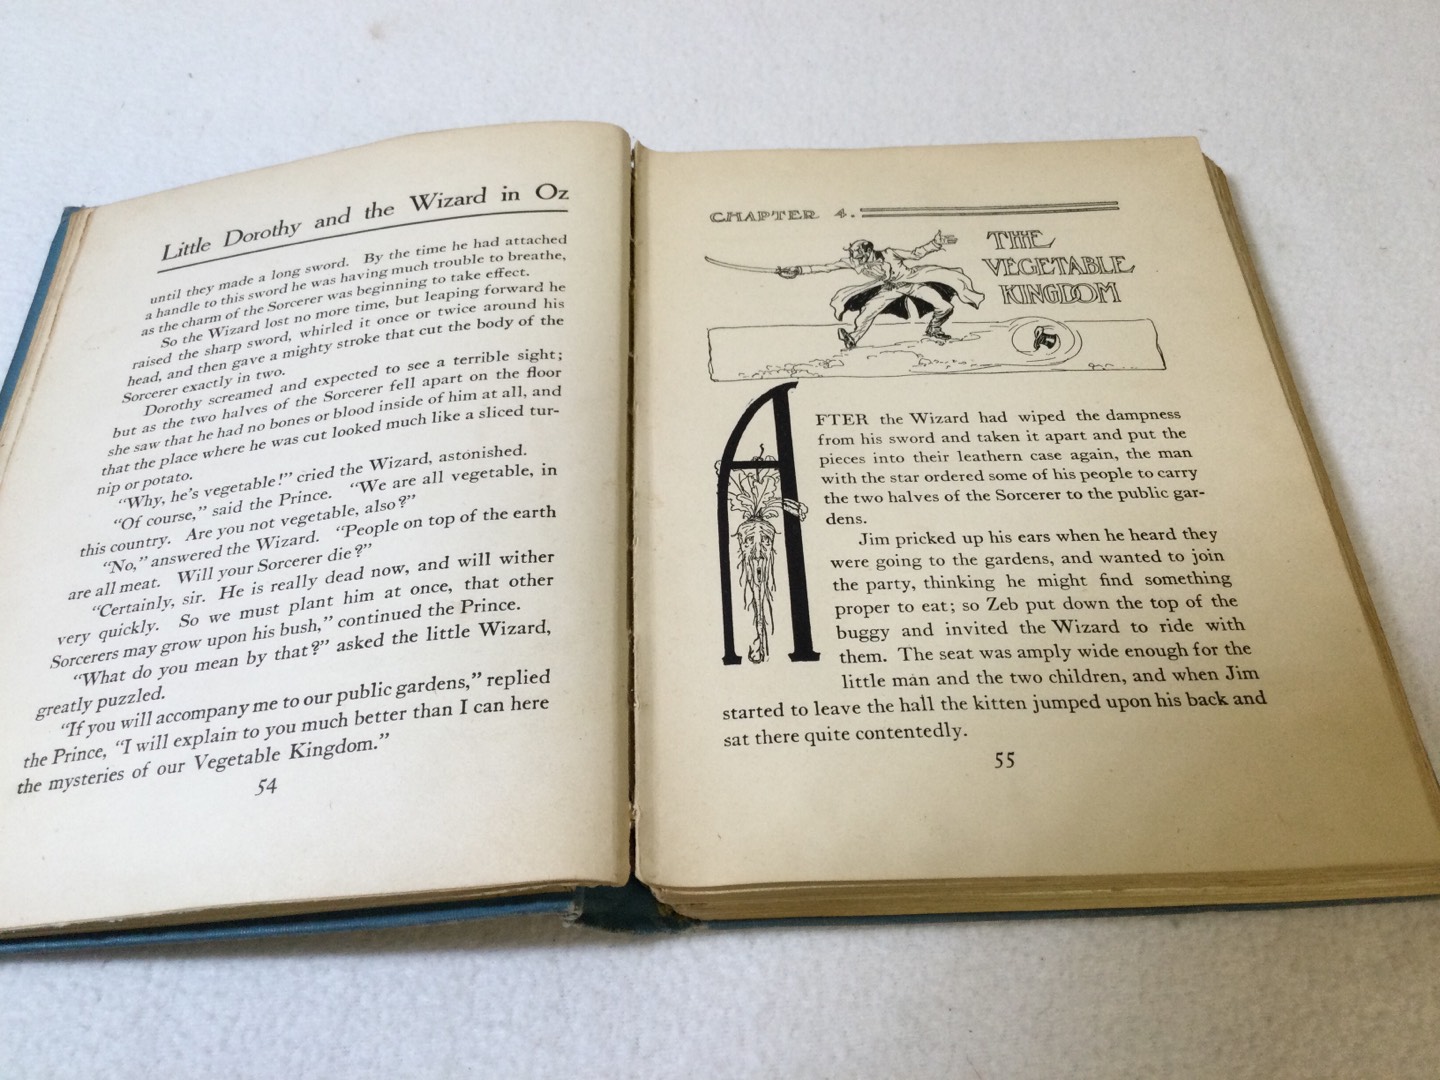 Little Dorothy and the Wizard in Oz
until they made a long sword. By the time he had attached
a handle to this sword he was having much trouble to breathe,
as the charm of the Sorcerer was beginning to take effect.
So the Wizard lost no more time, but leaping forward he
raised the sharp sword, whirled it once or twice around his
head, and then gave a mighty stroke that cut the body of the
Sorcerer exactly in two.
Dorothy screamed and expected to see a terrible sight;
but as the two halves of the Sorcerer fell apart on the floor
she saw that he had no bones or blood inside of him at all, and
that the place where he was cut looked much like a sliced tur-
nip or potato.
“Why, he's vegetable!” cried the Wizard, astonished.
“Of course,” said the Prince. “We are all vegetable, in
this country. Are you not vegetable, also?”
“No,” answered the Wizard. “People on top of the earth
are all meat. Will your Sorcerer die?”
“Certainly, sir. He is really dead now, and will wither
very quickly. So we must plant him at once, that other
Sorcerers may grow upon his bush,” continued the Prince.
“What do you mean by that?” asked the little Wizard,
greatly puzzled.
“If you will accompany me to our public gardens,” replied
the Prince, “I will explain to you much better than I can here
the mysteries of our Vegetable Kingdom.”
54
CHAPTER 4.
THE
VEGETABLE
KINGDOM
AFTER the Wizard had wiped the dampness
from his sword and taken it apart and put the
pieces into their leathern case again, the man
with the star ordered some of his people to carry
the two halves of the Sorcerer to the public gar-
dens.
Jim pricked up his ears when he heard they
were going to the gardens, and wanted to join
the party, thinking he might find something
proper to eat; so Zeb put down the top of the
buggy and invited the Wizard to ride with
them. The seat was amply wide enough for the
little man and the two children, and when Jim
started to leave the hall the kitten jumped upon his back and
sat there quite contentedly.
55